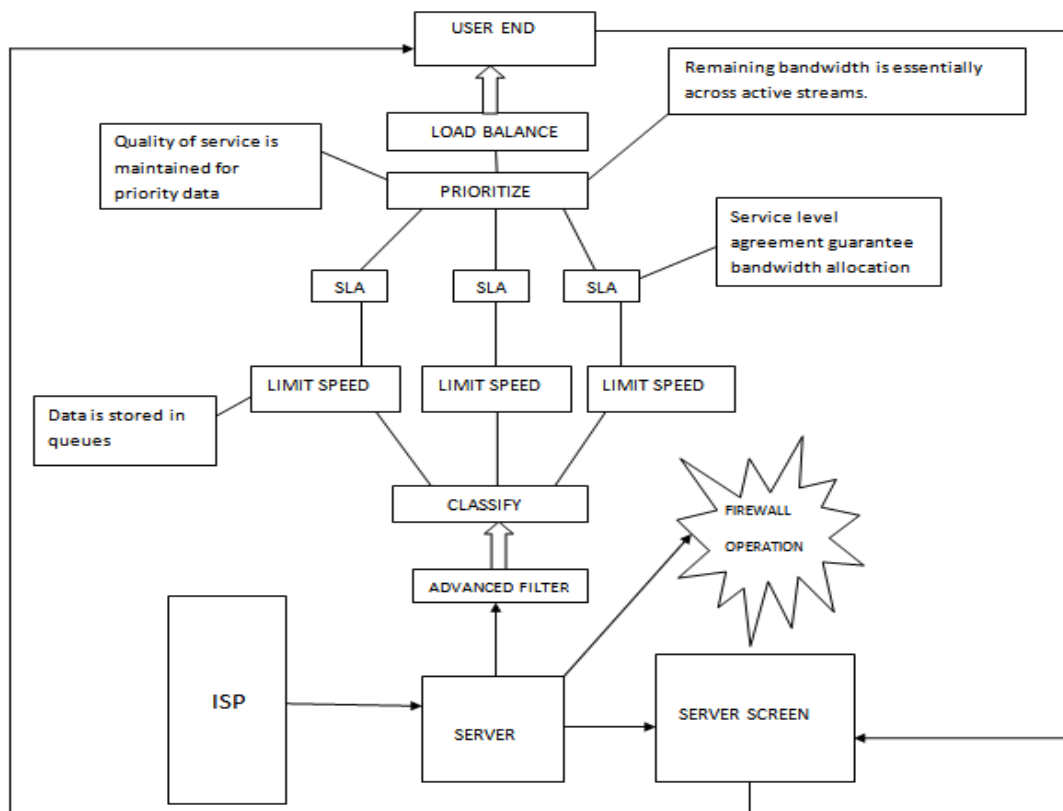 USER END
Remaining bandwidth is essentially
across active streams.
LOAD BALANCE
Quality of service is
maintained for
priority data
PRIORITIZE
Service level
agreement guarantee
bandwidth allocation
SLA
SLA
SLA
LIMIT SPEED
LIMIT SPEED
LIMIT SPEED
Data is stored in
queues
CLASSIFY
FIREWALL
OPERATION
ADVANCED FILTER
ISP
SERVER
SERVER SCREEN